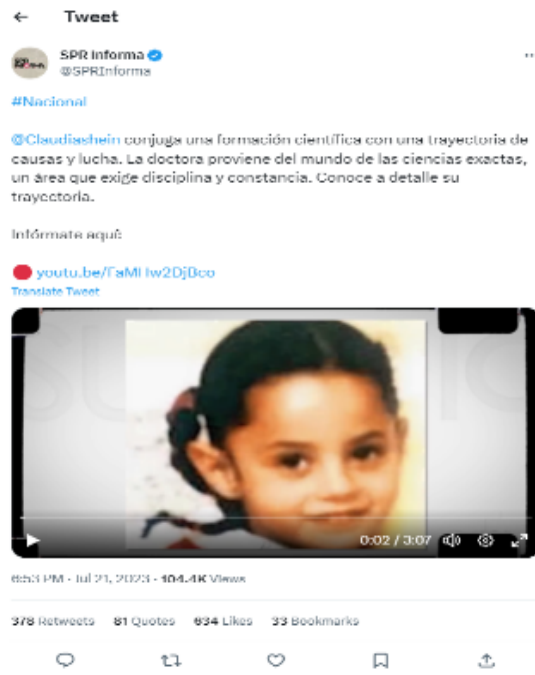 Tweet
SPR Informa
@SPRInforma
#Nacional
@Claudiashein conjuga una formación científica con una trayectoria de
causas y lucha. La doctora proviene del mundo de las ciencias exactas,
un área que exige disciplina y constancia. Conoce a detalle su
trayectoria.
Infórmate aquí:
Translate Tweet
0:02 / 3:07
6:53 PM · Jul 21, 2023 · 104.4K Views
378 Retweets 81 Quotes 634 Likes 33 Bookmarks